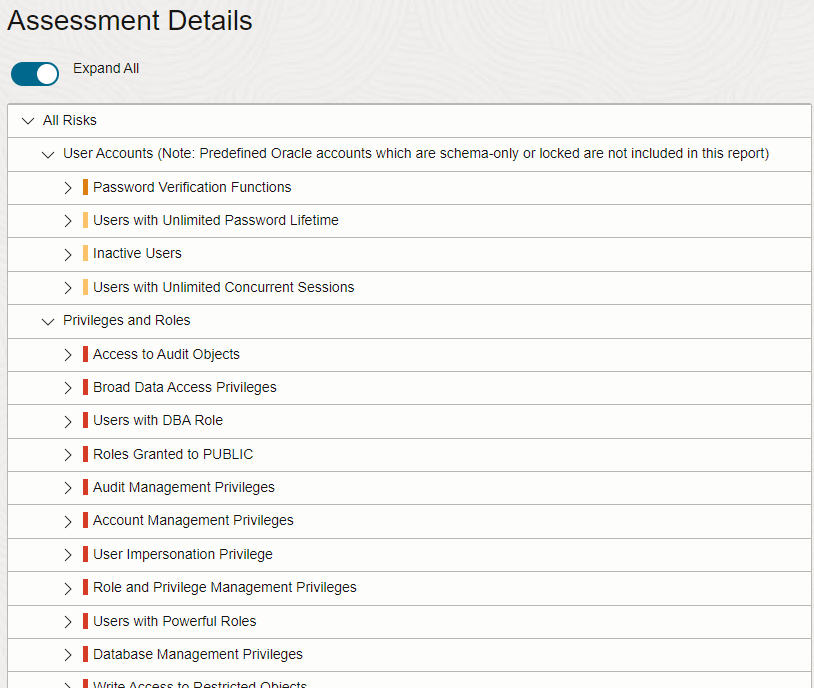 Assessment Details
Expand All
All Risks
User Accounts (Note: Predefined Oracle accounts which are schema-only or locked are not included in this report)
Password Verification Functions
Users with Unlimited Password Lifetime
Inactive Users
Users with Unlimited Concurrent Sessions
Privileges and Roles
Access to Audit Objects
Broad Data Access Privileges
Users with DBA Role
Roles Granted to PUBLIC
Audit Management Privileges
Account Management Privileges
User Impersonation Privilege
Role and Privilege Management Privileges
Users with Powerful Roles
Database Management Privileges
Write Access to Restricted Objects